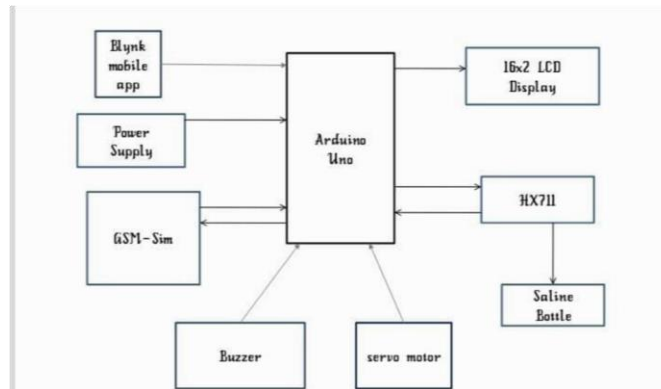 Blynk
mobile
app
16x2 LCD
Display
Power
Supply
Arduino
Uno
GSM-Sim
HX711
Saline
Bottle
Buzzer
servo motor